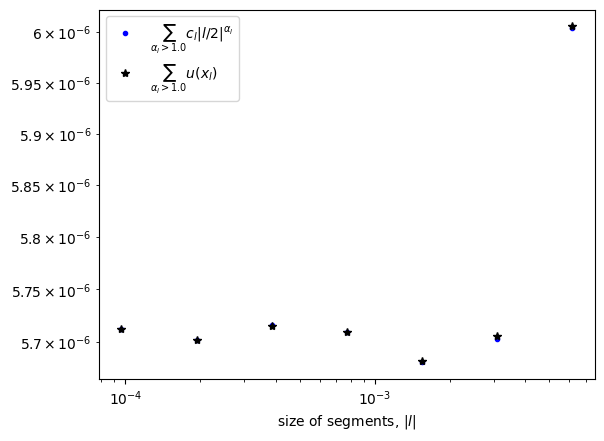 6 × 10⁻⁶
5.95 × 10⁻⁶
5.9 × 10⁻⁶
5.85 × 10⁻⁶
5.8 × 10⁻⁶
5.75 × 10⁻⁶
5.7 × 10⁻⁶
∑_{α_l>1.0} c_l|l/2|^{α_l}
∑_{α_l>1.0} u(x_l)
10⁻⁴ 10⁻³
size of segments, |l|